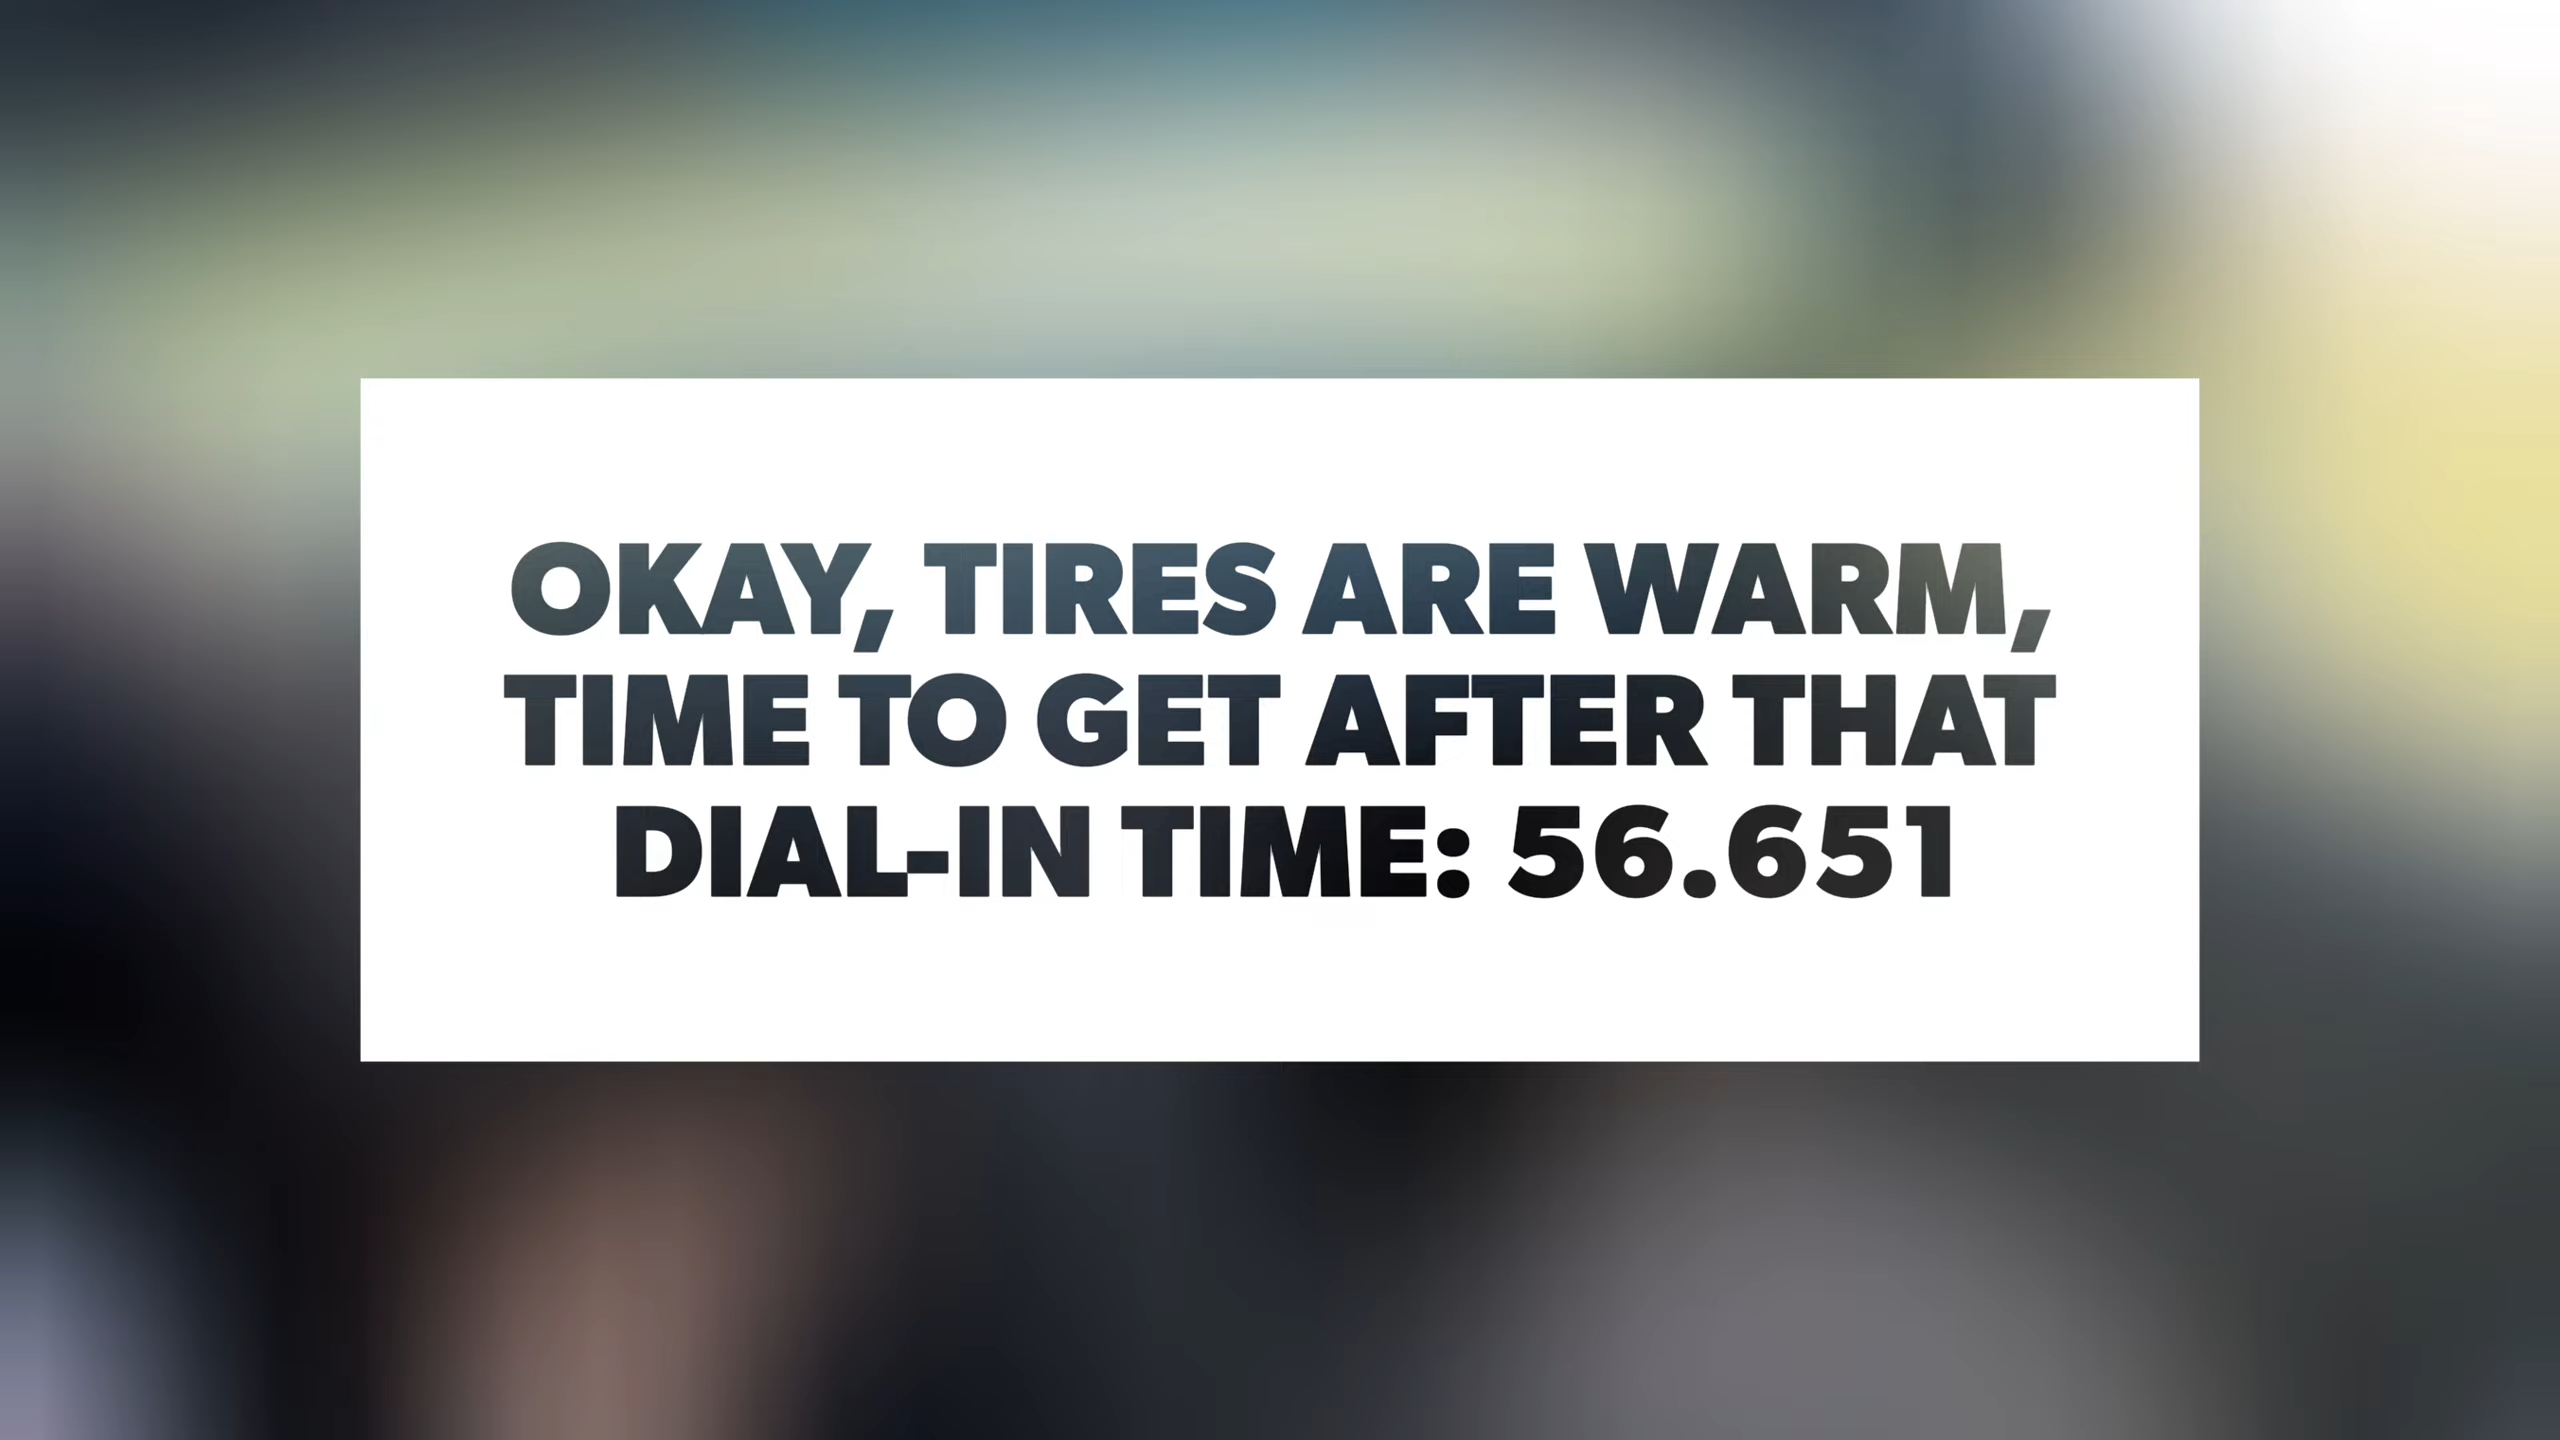 OKAY, TIRES ARE WARM,
TIME TO GET AFTER THAT
DIAL-IN TIME: 56.651